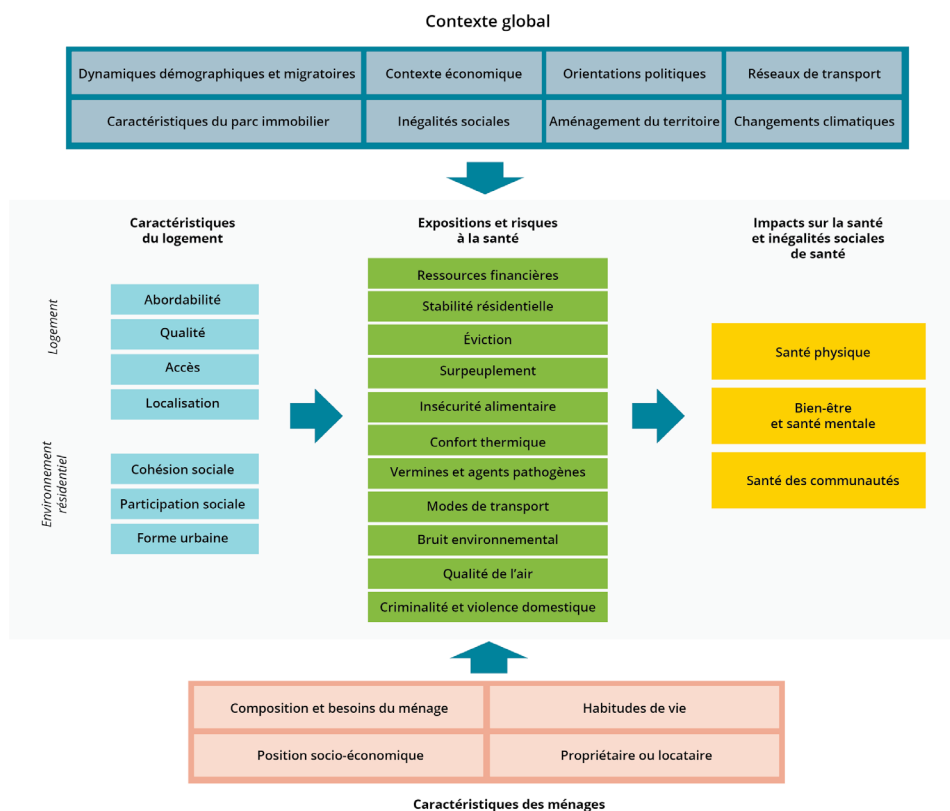 Contexte global
Dynamiques démographiques et migratoires
Contexte économique
Orientations politiques
Réseaux de transport
Caractéristiques du parc immobilier
Inégalités sociales
Aménagement du territoire
Changements climatiques
Caractéristiques
du logement
Expositions et risques
à la santé
Impacts sur la santé
et inégalités sociales
de santé
Logement
Abordabilité
Qualité
Accès
Localisation
Environnement
résidentiel
Cohésion sociale
Participation sociale
Forme urbaine
Ressources financières
Stabilité résidentielle
Éviction
Surpeuplement
Insécurité alimentaire
Confort thermique
Vermines et agents pathogènes
Modes de transport
Bruit environnemental
Qualité de l'air
Criminalité et violence domestique
Santé physique
Bien-être
et santé mentale
Santé des communautés
Composition et besoins du ménage
Habitudes de vie
Position socio-économique
Propriétaire ou locataire
Caractéristiques des ménages